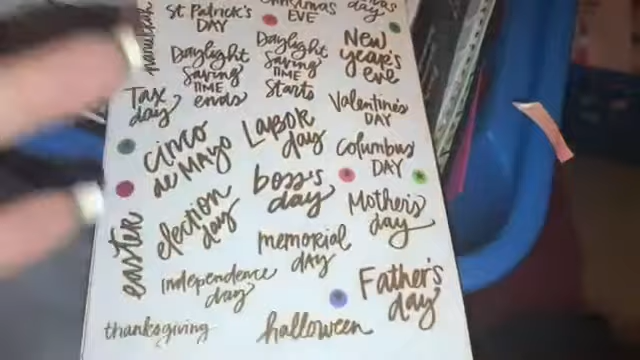 hanukkah
ST PATRICK'S
DAY
CHRISTMAS
EVE
day
Daylight
saving
TIME
ends
Daylight
saving
TIME
Starts
New
year's
eve
Tax
day
Valentine's
DAY
cinco
de MAYO
LABOR
day
Columbus
DAY
easter
election
day
boss's
day
Mother's
day
memorial
DAY
independence
day
Father's
day
thanksgiving
halloween